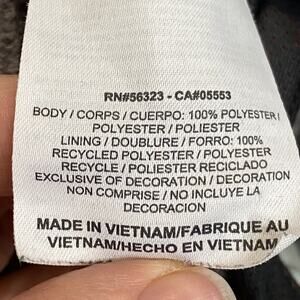 RN#56323 - CA#05553
BODY / CORPS / CUERPO: 100% POLYESTER /
POLYESTER / POLIESTER
LINING / DOUBLURE / FORRO: 100%
RECYCLED POLYESTER / POLYESTER
RECYCLE / POLIESTER RECICLADO
EXCLUSIVE OF DECORATION / DECORATION
NON COMPRISE / NO INCLUYE LA
DECORACION
MADE IN VIETNAM/FABRIQUE AU
VIETNAM/HECHO EN VIETNAM